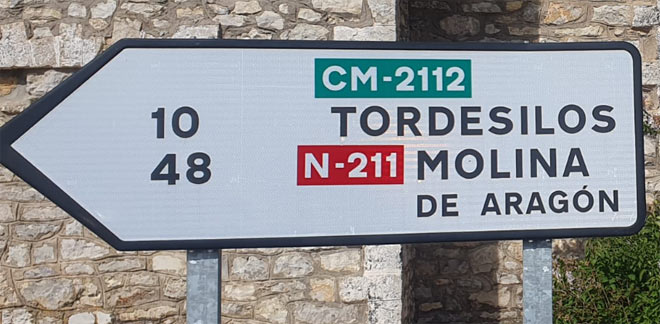 CM-2112
10 TORDESILOS
48 N-211 MOLINA
DE ARAGÓN